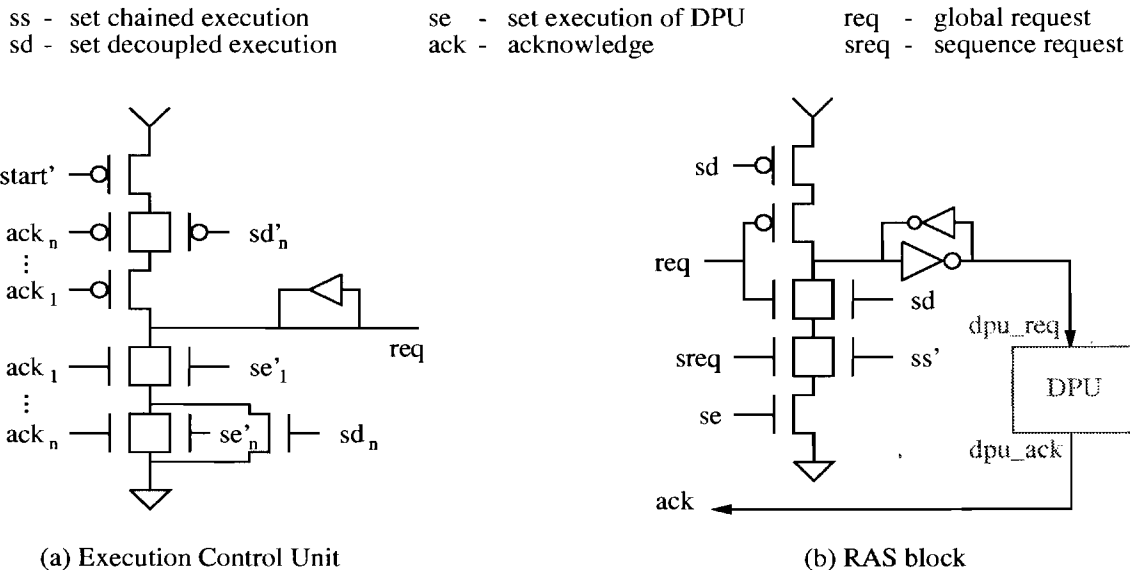 ss - set chained execution
se - set execution of DPU
req - global request
sd - set decoupled execution
ack - acknowledge
sreq - sequence request
start'
ack n
sd' n
ack 1
req
ack 1
se' 1
ack n
se' n
sd n
(a) Execution Control Unit
sd
req
sd
dpu_req
sreq
ss'
DPU
se
dpu_ack
ack
(b) RAS block